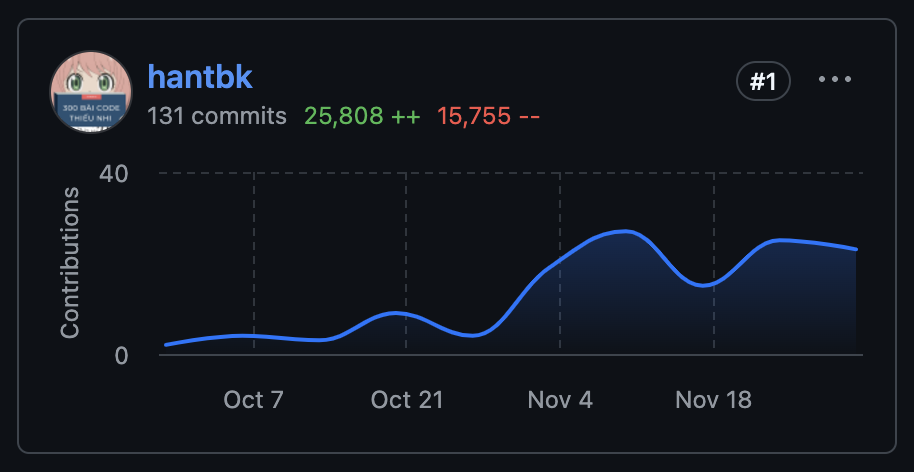 hantbk
#1
131 commits 25,808 ++ 15,755 --
300 BÀI CODE
THIẾU NHI
Contributions
40
0
Oct 7 Oct 21 Nov 4 Nov 18